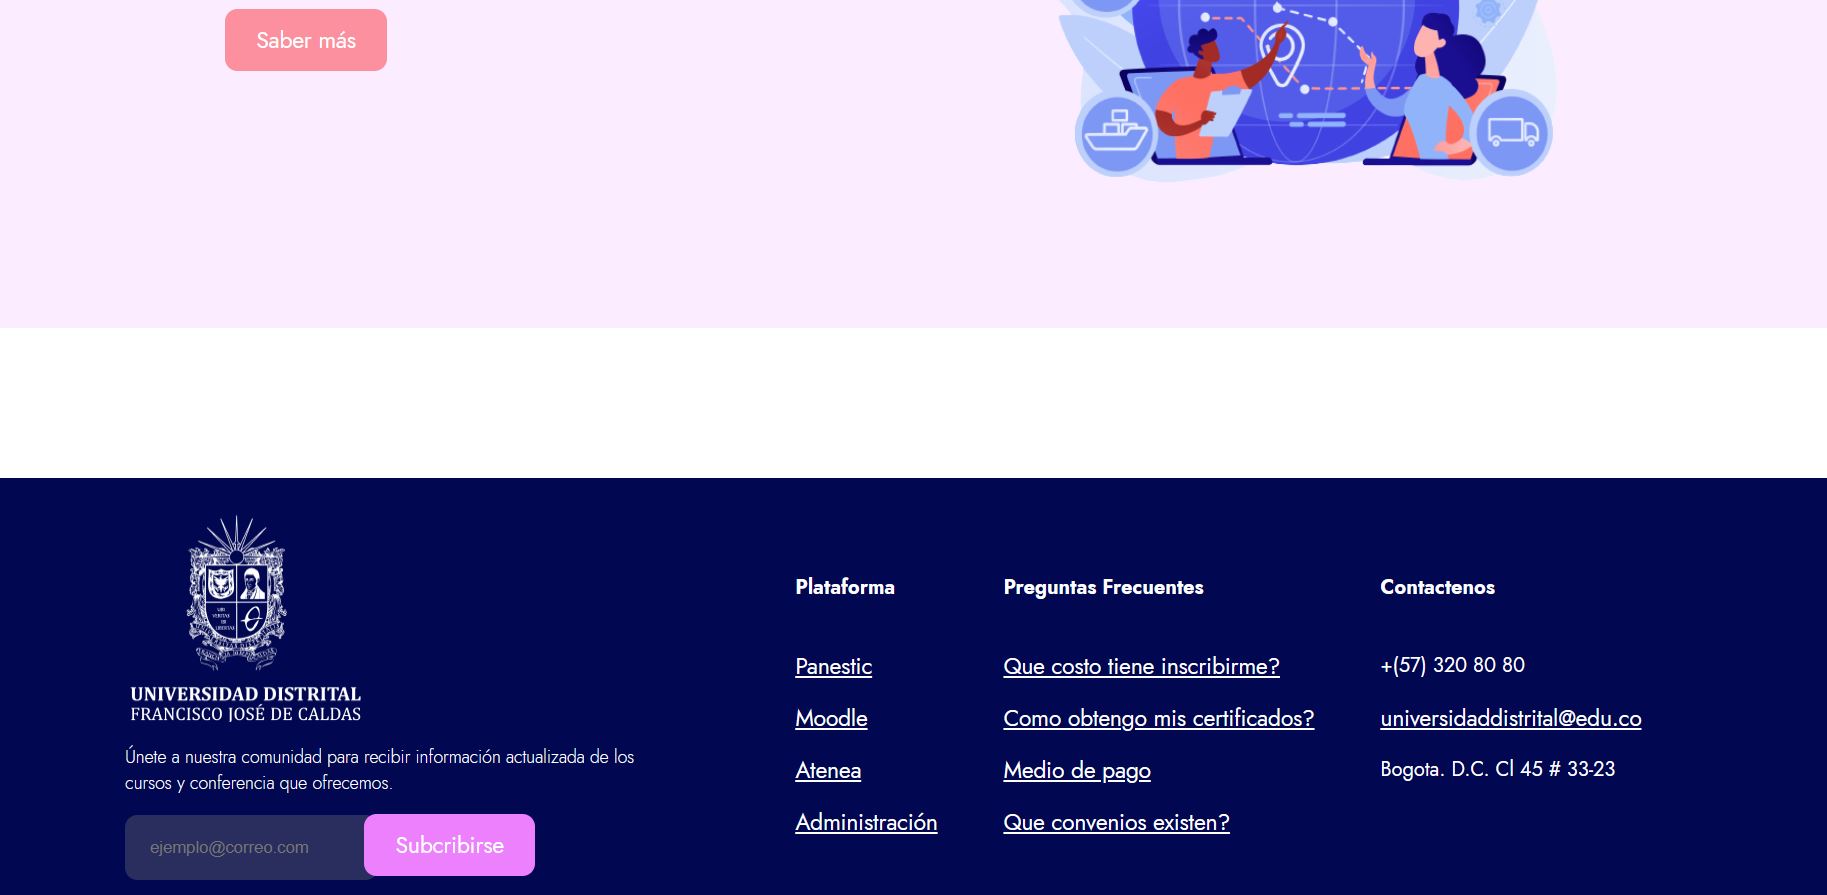 Saber más
UNIVERSIDAD DISTRITAL
FRANCISCO JOSÉ DE CALDAS
Únete a nuestra comunidad para recibir información actualizada de los
cursos y conferencia que ofrecemos.
ejemplo@correo.com
Subcribirse
Plataforma
Panestic
Moodle
Atenea
Administración
Preguntas Frecuentes
Que costo tiene inscribirme?
Como obtengo mis certificados?
Medio de pago
Que convenios existen?
Contactenos
+(57) 320 80 80
universidaddistrital@edu.co
Bogota. D.C. Cl 45 # 33-23